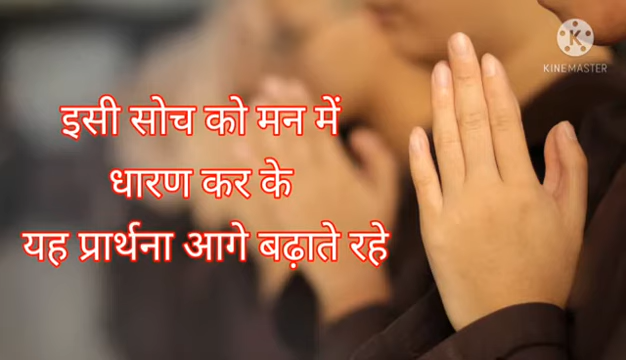 KINEMASTER
इसी सोच को मन में
धारण कर के
यह प्रार्थना आगे बढ़ाते रहे